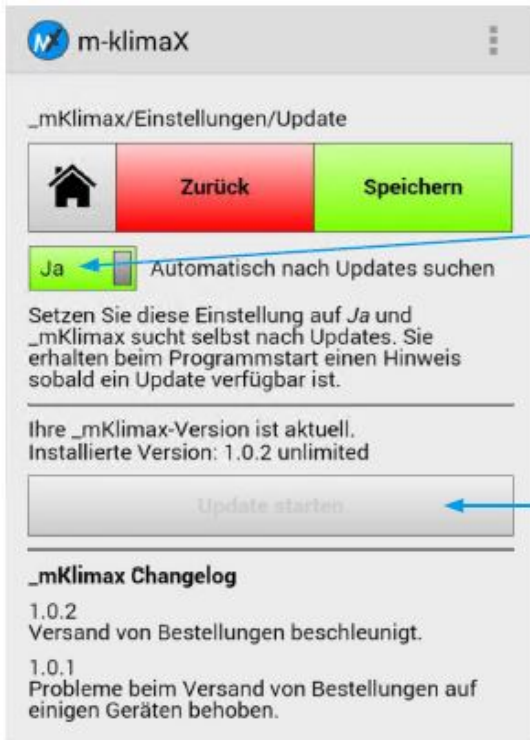 m-klimaX
_mKlimax/Einstellungen/Update
Zurück Speichern
Ja Automatisch nach Updates suchen
Setzen Sie diese Einstellung auf Ja und
_mKlimax sucht selbst nach Updates. Sie
erhalten beim Programmstart einen Hinweis
sobald ein Update verfügbar ist.
Ihre _mKlimax-Version ist aktuell.
Installierte Version: 1.0.2 unlimited
Update starten
_mKlimax Changelog
1.0.2
Versand von Bestellungen beschleunigt.
1.0.1
Probleme beim Versand von Bestellungen auf
einigen Geräten behoben.